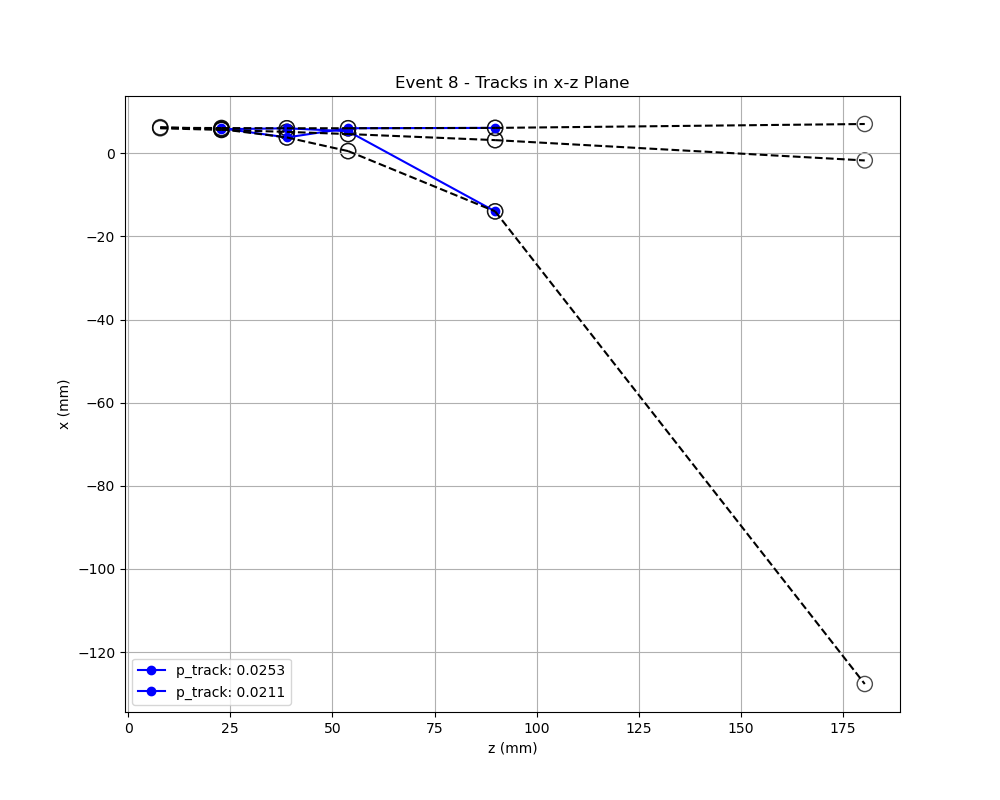 Event 8 - Tracks in x-z Plane
x (mm)
0
−20
−40
−60
−80
−100
−120
p_track: 0.0253
p_track: 0.0211
0 25 50 75 100 125 150 175
z (mm)